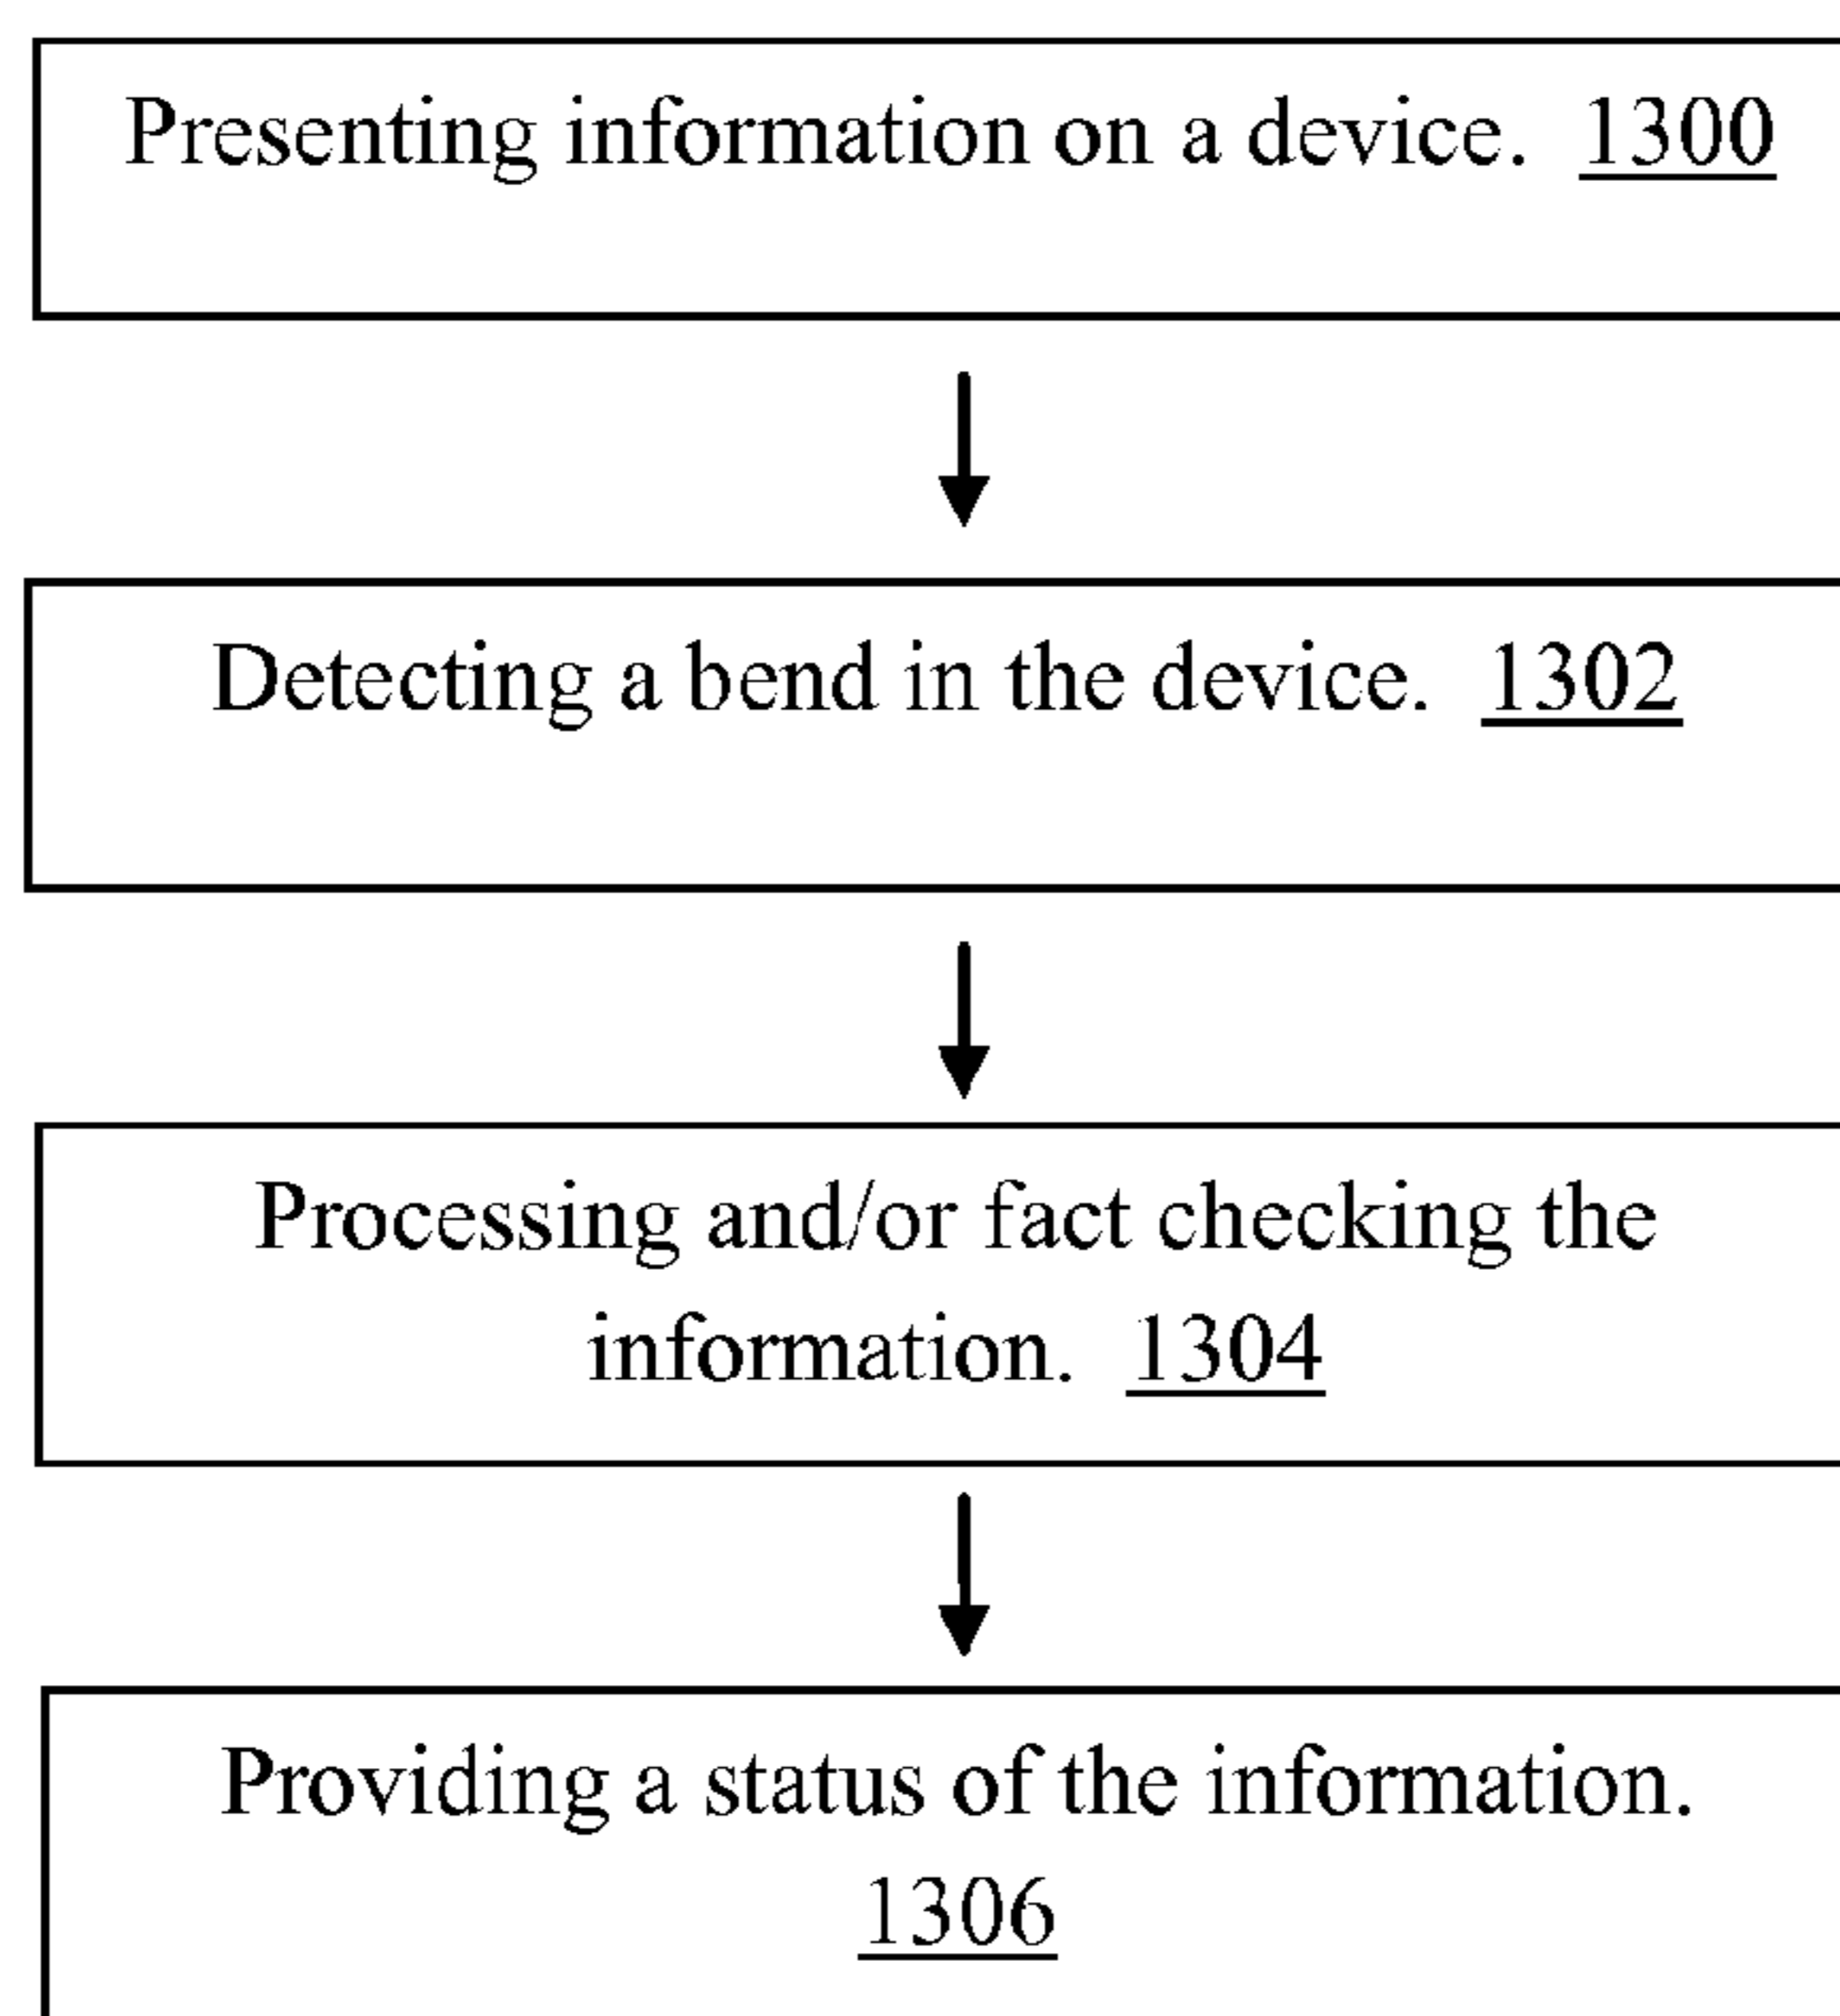 Presenting information on a device. 1300
Detecting a bend in the device. 1302
Processing and/or fact checking the
information. 1304
Providing a status of the information.
1306